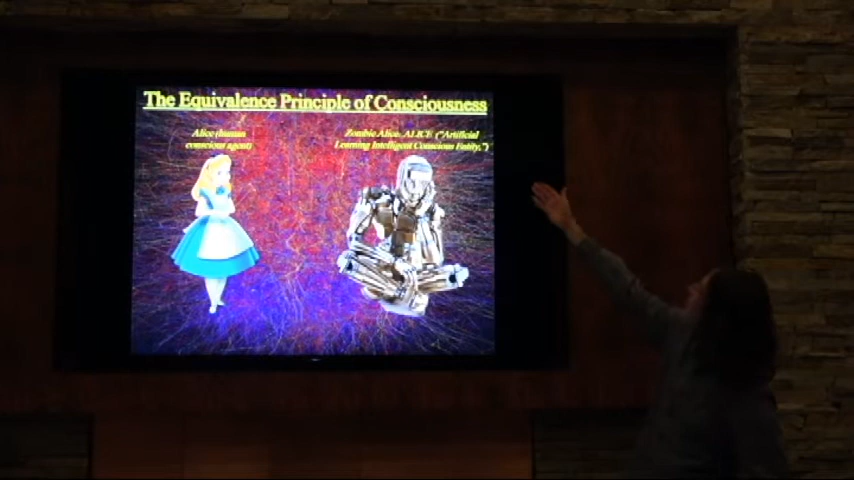 The Equivalence Principle of Consciousness
Alice (human
conscious agent)
Zombie Alice: ALICE ("Artificial
Learning Intelligent Conscious Entity,")